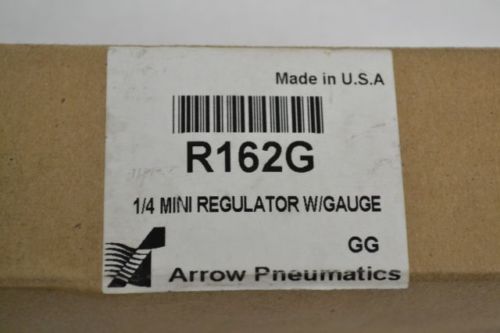 Made in U.S.A
R162G
1/4 MINI REGULATOR W/GAUGE
GG
Arrow Pneumatics